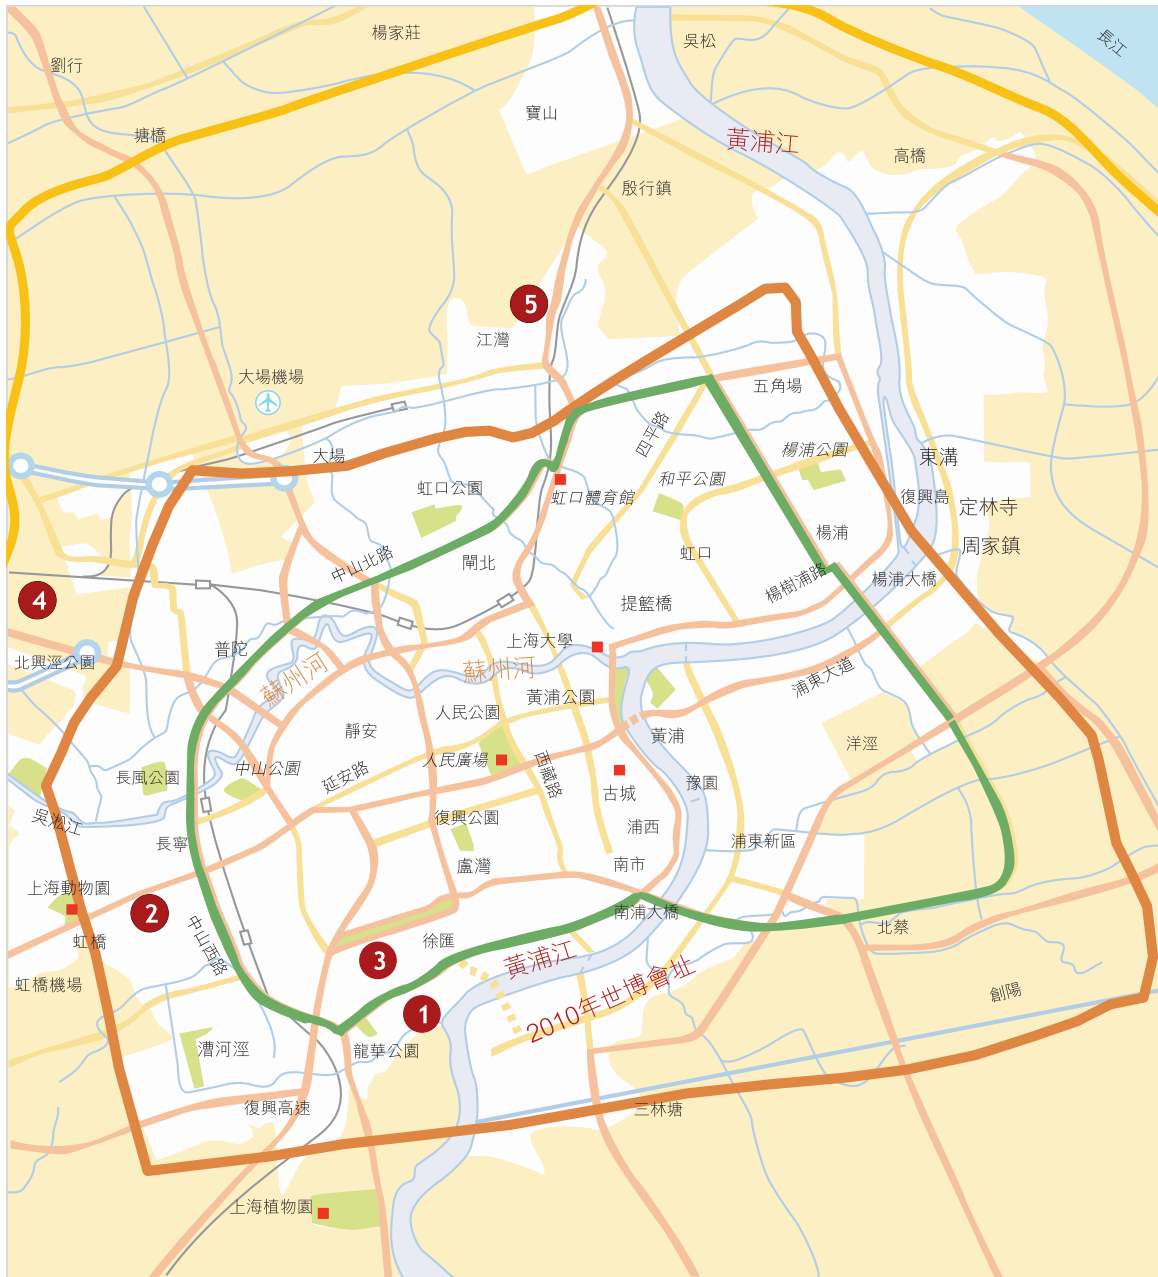 楊家莊
吳松
長江
劉行
寶山
塘橋
黃浦江
高橋
殷行鎮
5
江灣
大場機場
五角場
四平路
楊浦公園
大場
東溝
和平公園
虹口公園
虹口體育館
復興島
定林寺
楊浦
周家鎮
虹口
閘北
中山北路
楊樹浦路
楊浦大橋
4
提籃橋
上海大學
普陀
北興涇公園
蘇州河
蘇州河
浦東大道
黃浦公園
人民公園
靜安
黃浦
洋涇
人民廣場
中山公園
長風公園
延安路
西藏路
豫園
古城
吳淞江
復興公園
浦西
長寧
浦東新區
盧灣
南市
上海動物園
2
南浦大橋
北蔡
虹橋
中山西路
徐匯
3
黃浦江
虹橋機場
2010年世博會址
創陽
1
漕河涇
龍華公園
復興高速
三林塘
上海植物園